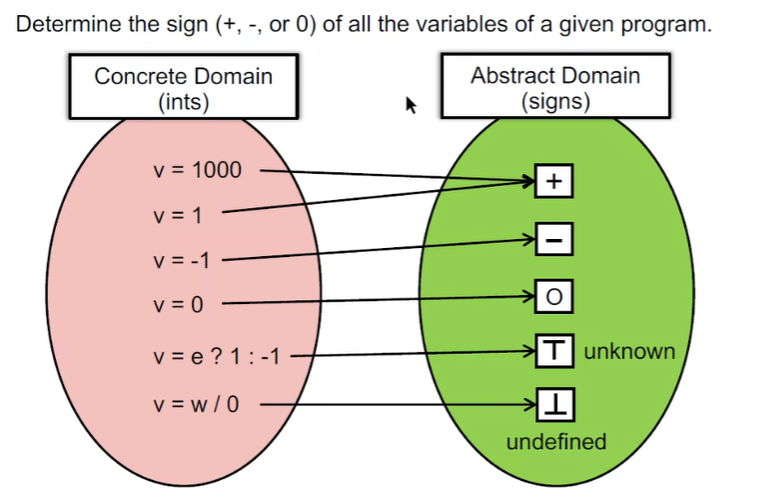 Determine the sign (+, -, or 0) of all the variables of a given program.
Concrete Domain
(ints)
Abstract Domain
(signs)
v = 1000
v = 1
v = -1
v = 0
v = e ? 1 : -1
v = w / 0
+
−
O
⊤ unknown
⊥
undefined